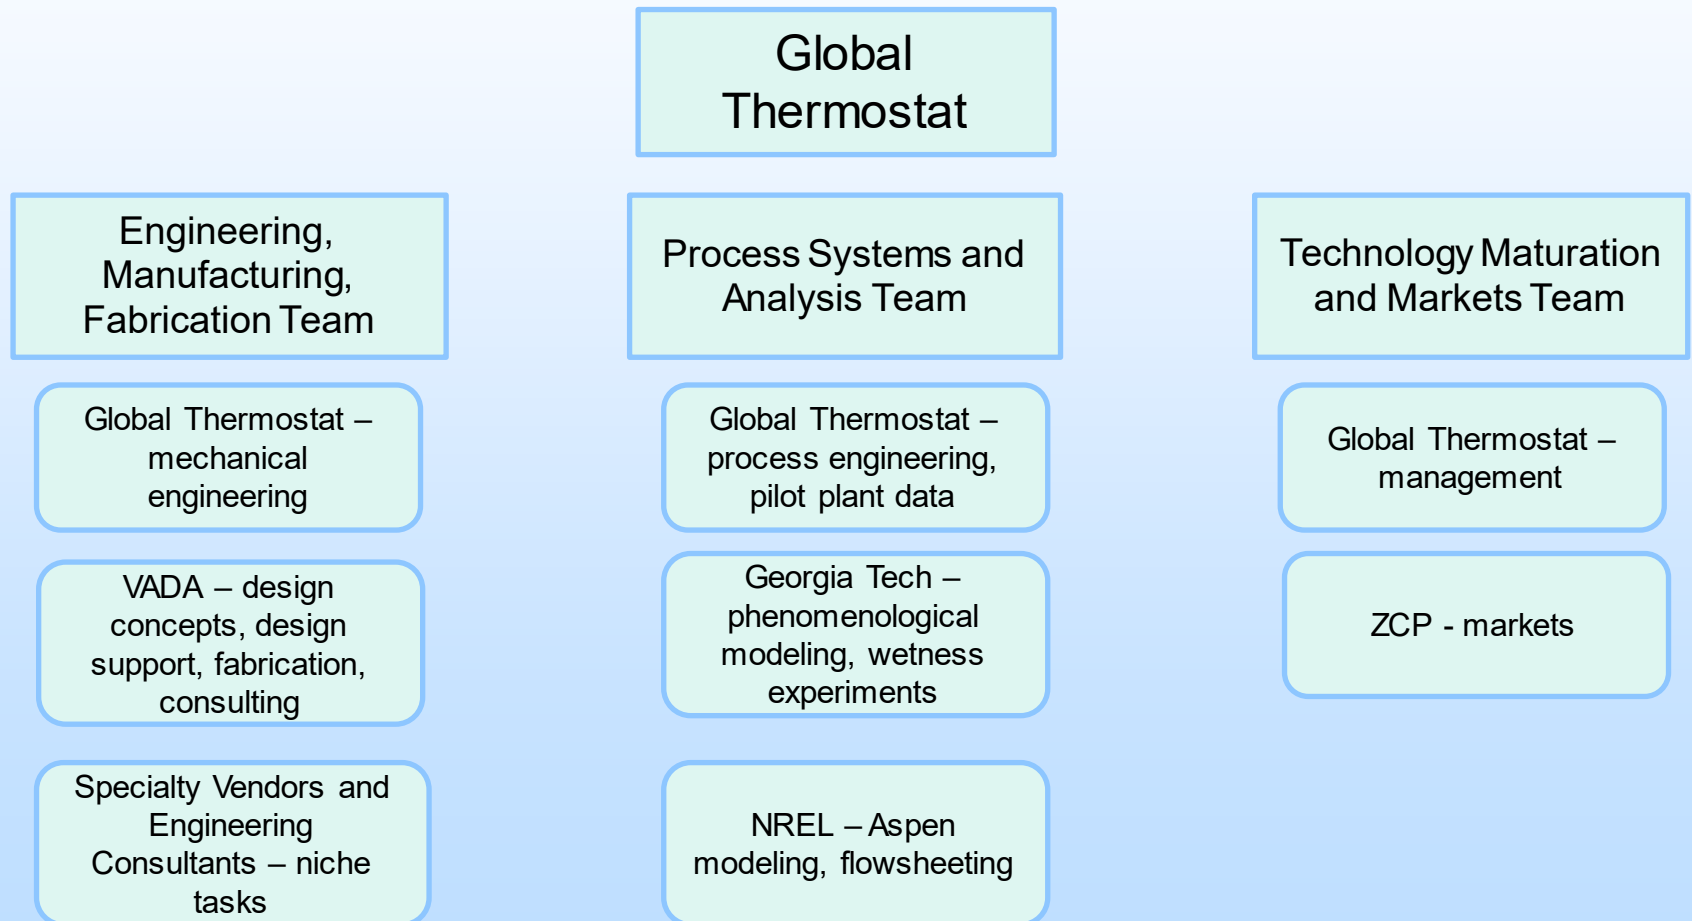 Global
Thermostat
Engineering,
Manufacturing,
Fabrication Team
Process Systems and
Analysis Team
Technology Maturation
and Markets Team
Global Thermostat –
mechanical
engineering
Global Thermostat –
process engineering,
pilot plant data
Global Thermostat –
management
VADA – design
concepts, design
support, fabrication,
consulting
Georgia Tech –
phenomenological
modeling, wetness
experiments
ZCP - markets
Specialty Vendors and
Engineering
Consultants – niche
tasks
NREL – Aspen
modeling, flowsheeting